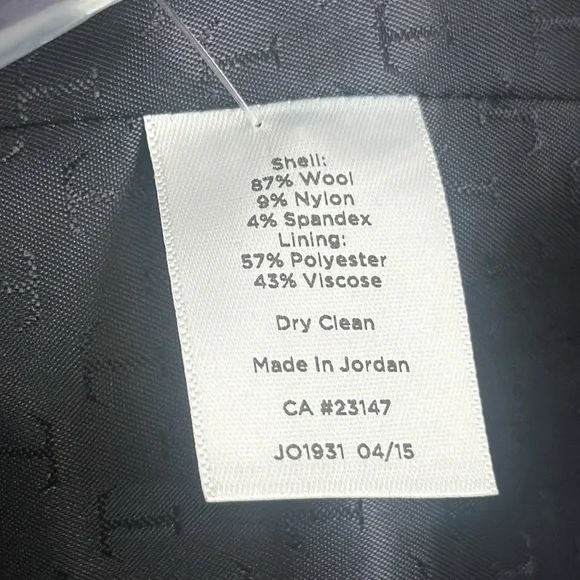 Shell:
87% Wool
9% Nylon
4% Spandex
Lining:
57% Polyester
43% Viscose
Dry Clean
Made In Jordan
CA #23147
JO1931 04/15